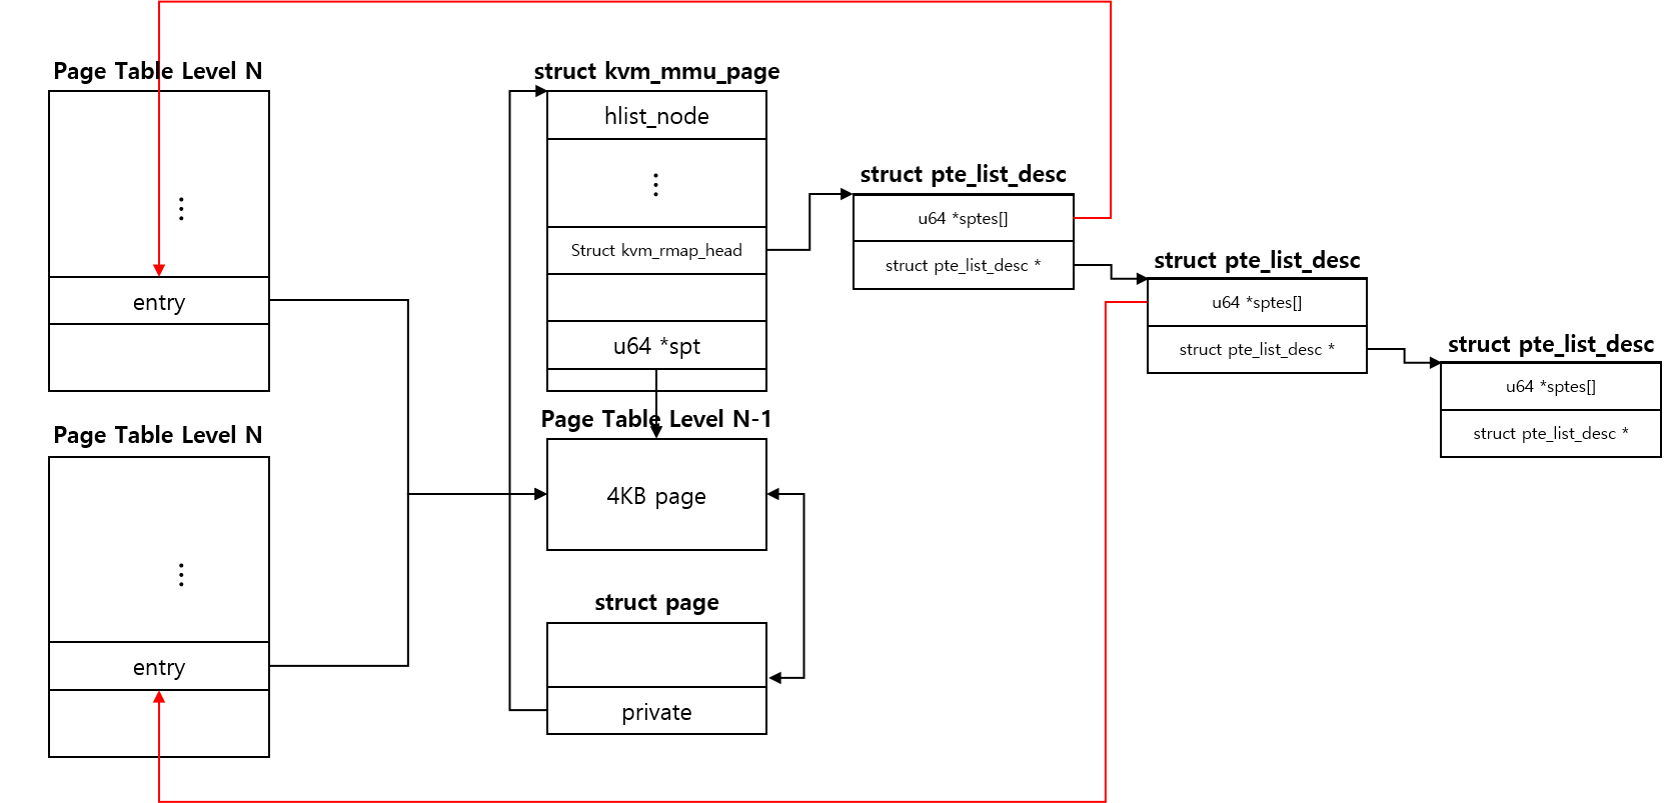 Page Table Level N
⋮
entry
Page Table Level N
⋮
entry
struct kvm_mmu_page
hlist_node
⋮
Struct kvm_rmap_head
u64 *spt
Page Table Level N-1
4KB page
struct page
private
struct pte_list_desc
u64 *sptes[]
struct pte_list_desc *
struct pte_list_desc
u64 *sptes[]
struct pte_list_desc *
struct pte_list_desc
u64 *sptes[]
struct pte_list_desc *